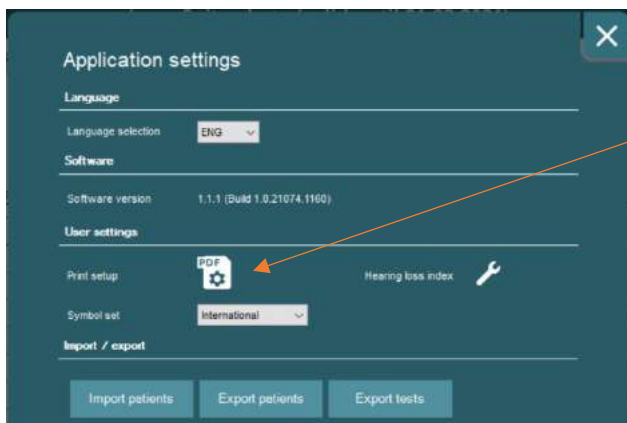 Application settings
Language
Language selection ENG
Software
Software version 1.1.1 (Build 1.0.21074.1160)
User settings
PDF
Print setup Hearing loss index
Symbol set International
Import / export
Import patients Export patients Export tests